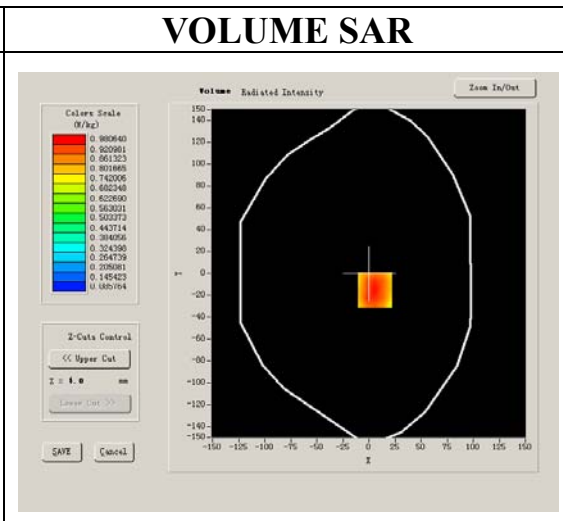 VOLUME SAR
Volume Radiated Intensity
Zoom In/Out
Colors Scale
(W/kg)
0.980640
0.920981
0.861323
0.801665
0.742006
0.682348
0.622690
0.563031
0.503373
0.443714
0.384056
0.324398
0.264739
0.205081
0.145423
0.085764
Z-Cuts Control
<< Upper Cut
mm
Lower Cut >>
SAVE
Cancel
150
140
120
100
80
60
40
20
0
-20
-40
-60
-80
-100
-120
-140
-150
Y
-150 -125 -100 -75 -50 -25 0 25 50 75 100 125 150
X